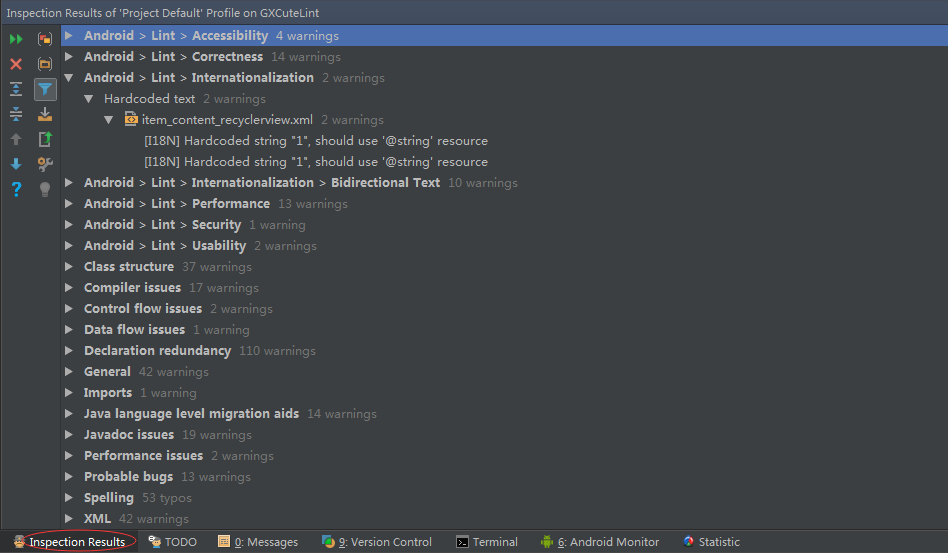 Inspection Results of 'Project Default' Profile on GXCuteLint
Android > Lint > Accessibility 4 warnings
Android > Lint > Correctness 14 warnings
Android > Lint > Internationalization 2 warnings
Hardcoded text 2 warnings
item_content_recyclerview.xml 2 warnings
[I18N] Hardcoded string "1", should use '@string' resource
[I18N] Hardcoded string "1", should use '@string' resource
Android > Lint > Internationalization > Bidirectional Text 10 warnings
Android > Lint > Performance 13 warnings
Android > Lint > Security 1 warning
Android > Lint > Usability 2 warnings
Class structure 37 warnings
Compiler issues 17 warnings
Control flow issues 2 warnings
Data flow issues 1 warning
Declaration redundancy 110 warnings
General 42 warnings
Imports 1 warning
Java language level migration aids 14 warnings
Javadoc issues 19 warnings
Performance issues 2 warnings
Probable bugs 13 warnings
Spelling 53 typos
XML 42 warnings
Inspection Results TODO 0: Messages 9: Version Control Terminal 6: Android Monitor Statistic